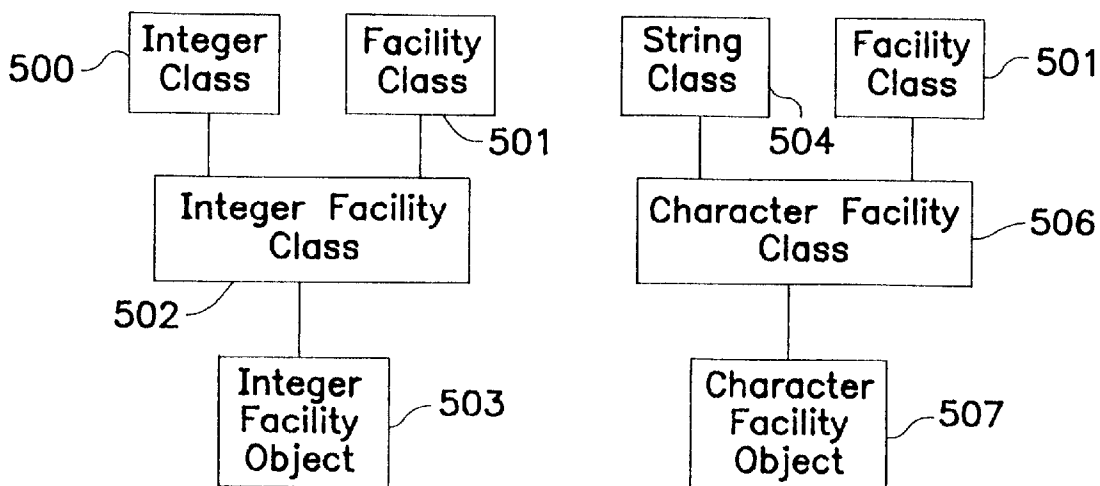 500
Integer
Class
Facility
Class
501
Integer Facility
Class
502
Integer
Facility
Object
503
String
Class
504
Facility
Class
501
Character Facility
Class
506
Character
Facility
Object
507